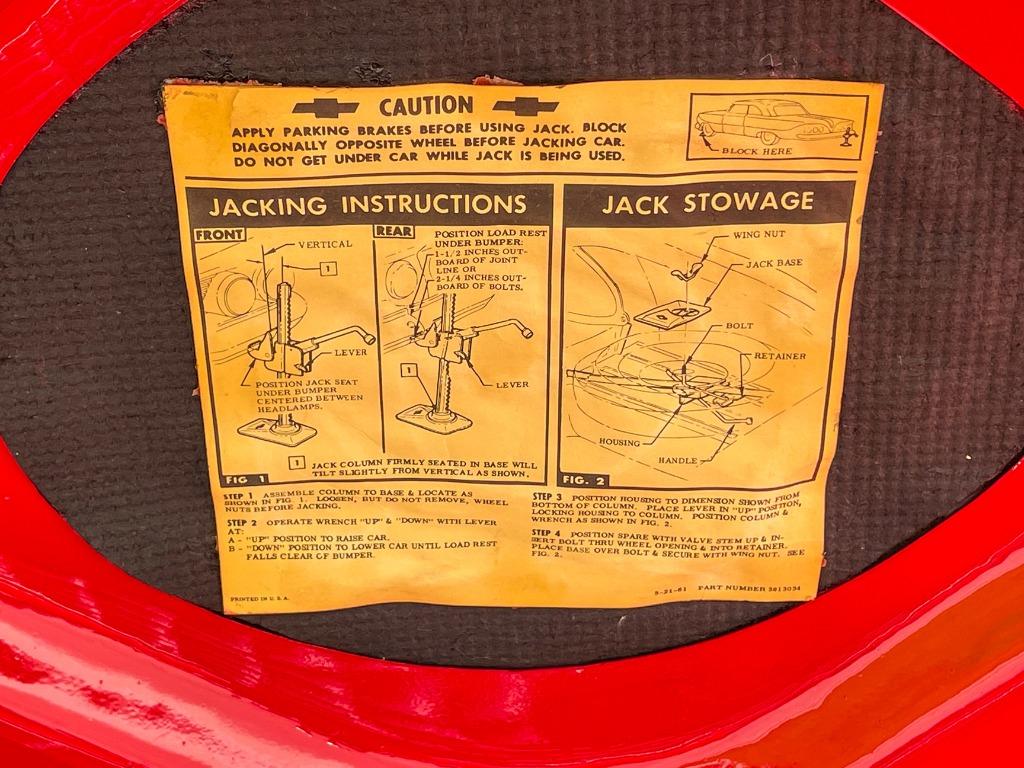 CAUTION
APPLY PARKING BRAKES BEFORE USING JACK. BLOCK
DIAGONALLY OPPOSITE WHEEL BEFORE JACKING CAR.
DO NOT GET UNDER CAR WHILE JACK IS BEING USED.
BLOCK HERE
JACKING INSTRUCTIONS
FRONT
VERTICAL
1
LEVER
POSITION JACK SEAT
UNDER BUMPER
CENTERED BETWEEN
HEADLAMPS.
REAR
POSITION LOAD REST
UNDER BUMPER:
1-1/2 INCHES OUT-
BOARD OF JOINT
LINE OR
2-1/4 INCHES OUT-
BOARD OF BOLTS.
1
LEVER
1 JACK COLUMN FIRMLY SEATED IN BASE WILL
TILT SLIGHTLY FROM VERTICAL AS SHOWN.
FIG 1
JACK STOWAGE
WING NUT
JACK BASE
BOLT
RETAINER
HOUSING
HANDLE
FIG. 2
STEP 1 ASSEMBLE COLUMN TO BASE & LOCATE AS
SHOWN IN FIG 1. LOOSEN, BUT DO NOT REMOVE, WHEEL
NUTS BEFORE JACKING.
STEP 2 OPERATE WRENCH "UP" & "DOWN" WITH LEVER
AT:
A - "UP" POSITION TO RAISE CAR.
B - "DOWN" POSITION TO LOWER CAR UNTIL LOAD REST
FALLS CLEAR OF BUMPER.
STEP 3 POSITION HOUSING TO DIMENSION SHOWN FROM
BOTTOM OF COLUMN. PLACE LEVER IN "UP" POSITION,
LOCKING HOUSING TO COLUMN. POSITION COLUMN &
WRENCH AS SHOWN IN FIG. 2.
STEP 4 POSITION SPARE WITH VALVE STEM UP & IN-
SERT BOLT THRU WHEEL OPENING & INTO RETAINER.
PLACE BASE OVER BOLT & SECURE WITH WING NUT. SEE
FIG. 2.
PRINTED IN U. S. A.
5-21-61 PART NUMBER 3813034